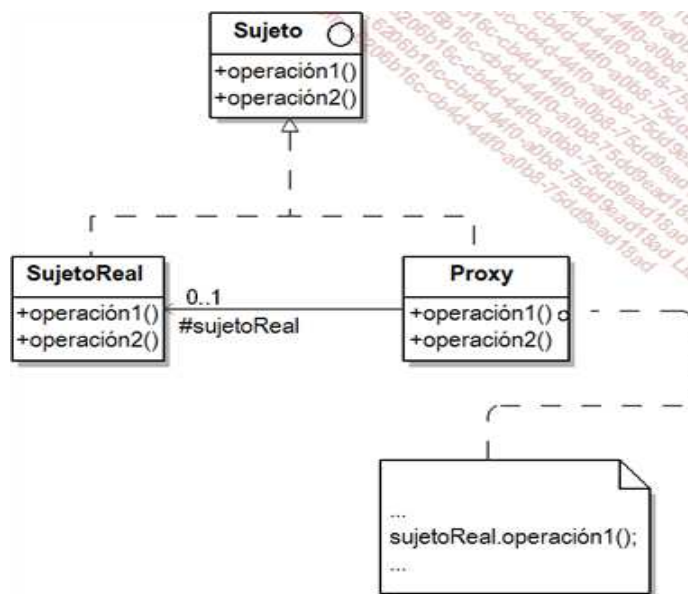 Sujeto
+operación1()
+operación2()
SujetoReal
+operación1()
+operación2()
0..1
#sujetoReal
Proxy
+operación1()
+operación2()
...
sujetoReal.operación1();
...